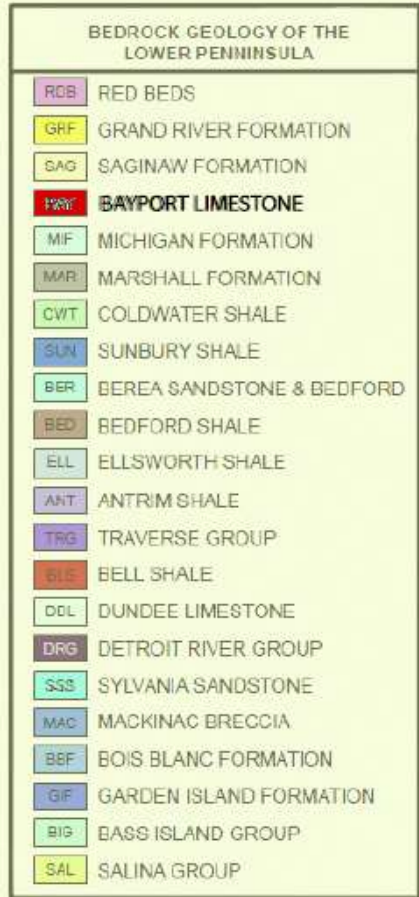 BEDROCK GEOLOGY OF THE
LOWER PENNINSULA
RDB RED BEDS
GRF GRAND RIVER FORMATION
SAG SAGINAW FORMATION
BAYPORT LIMESTONE
MIF MICHIGAN FORMATION
MAR MARSHALL FORMATION
CWT COLDWATER SHALE
SUN SUNBURY SHALE
BER BEREA SANDSTONE & BEDFORD
BED BEDFORD SHALE
ELL ELLSWORTH SHALE
ANT ANTRIM SHALE
TRG TRAVERSE GROUP
BLS BELL SHALE
DDL DUNDEE LIMESTONE
DRG DETROIT RIVER GROUP
SSS SYLVANIA SANDSTONE
MAC MACKINAC BRECCIA
BBF BOIS BLANC FORMATION
GIF GARDEN ISLAND FORMATION
BIG BASS ISLAND GROUP
SAL SALINA GROUP